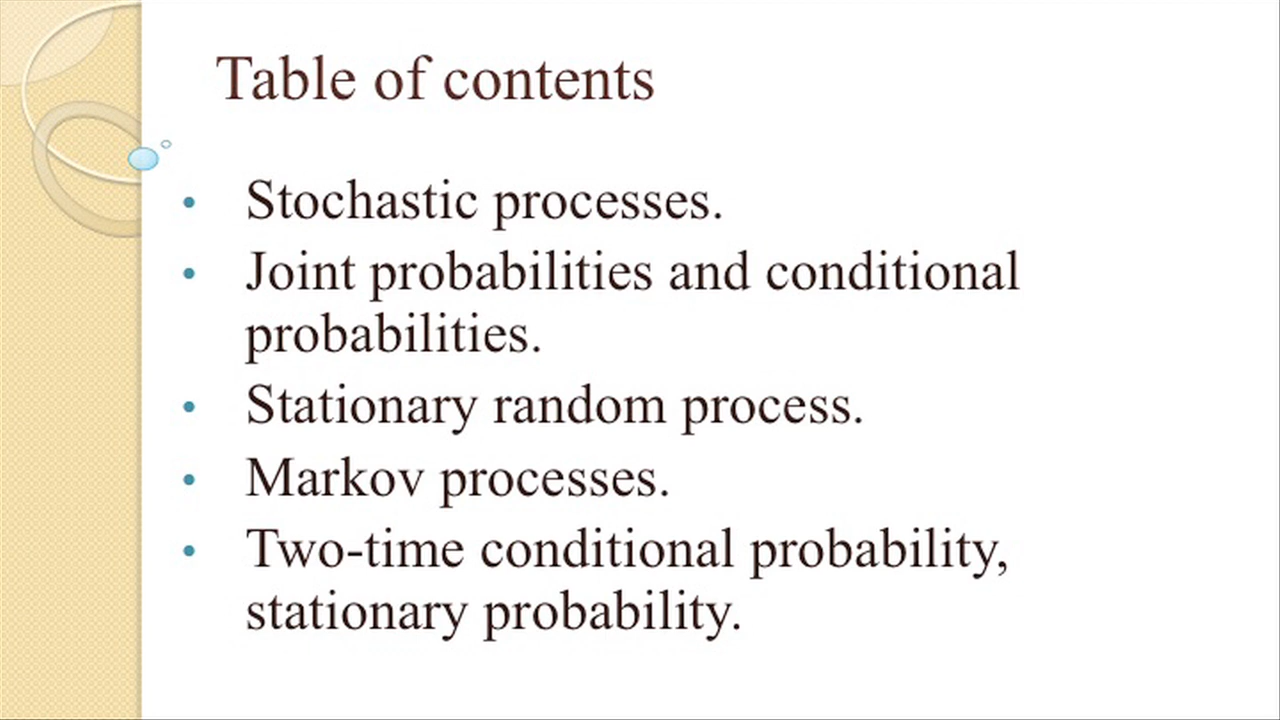 Table of contents
• Stochastic processes.
• Joint probabilities and conditional
probabilities.
• Stationary random process.
• Markov processes.
• Two-time conditional probability,
stationary probability.